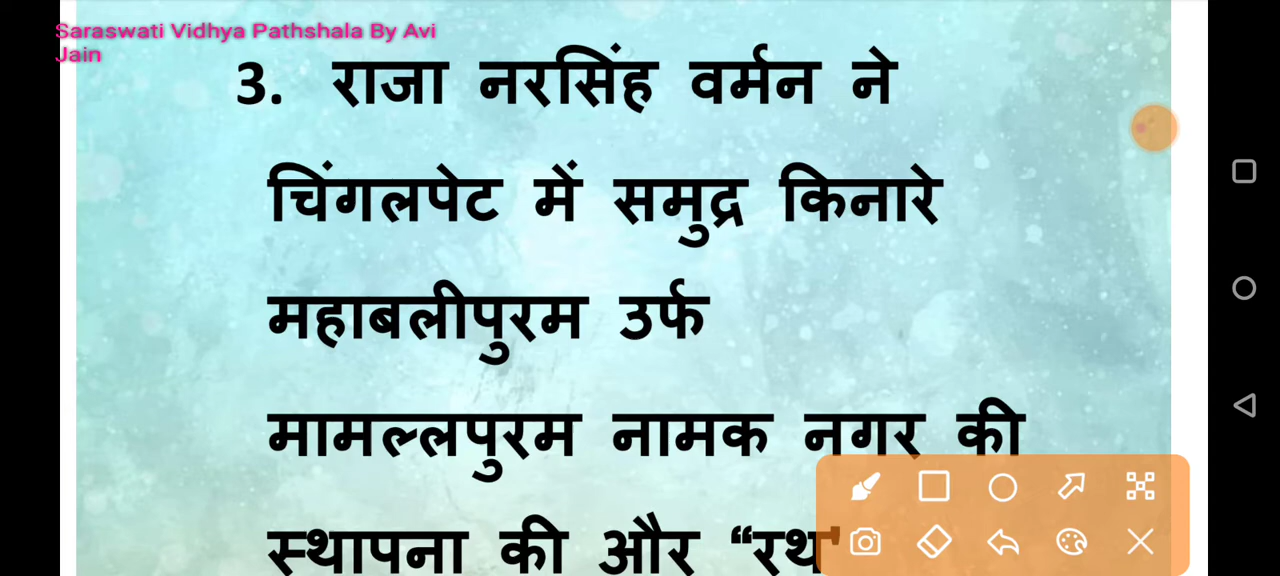 Saraswati Vidhya Pathshala By Avi
Jain
3. राजा नरसिंह वर्मन ने
चिंगलपेट में समुद्र किनारे
महाबलीपुरम उर्फ
मामल्लपुरम नामक नगर की
स्थापना की और “रथ"